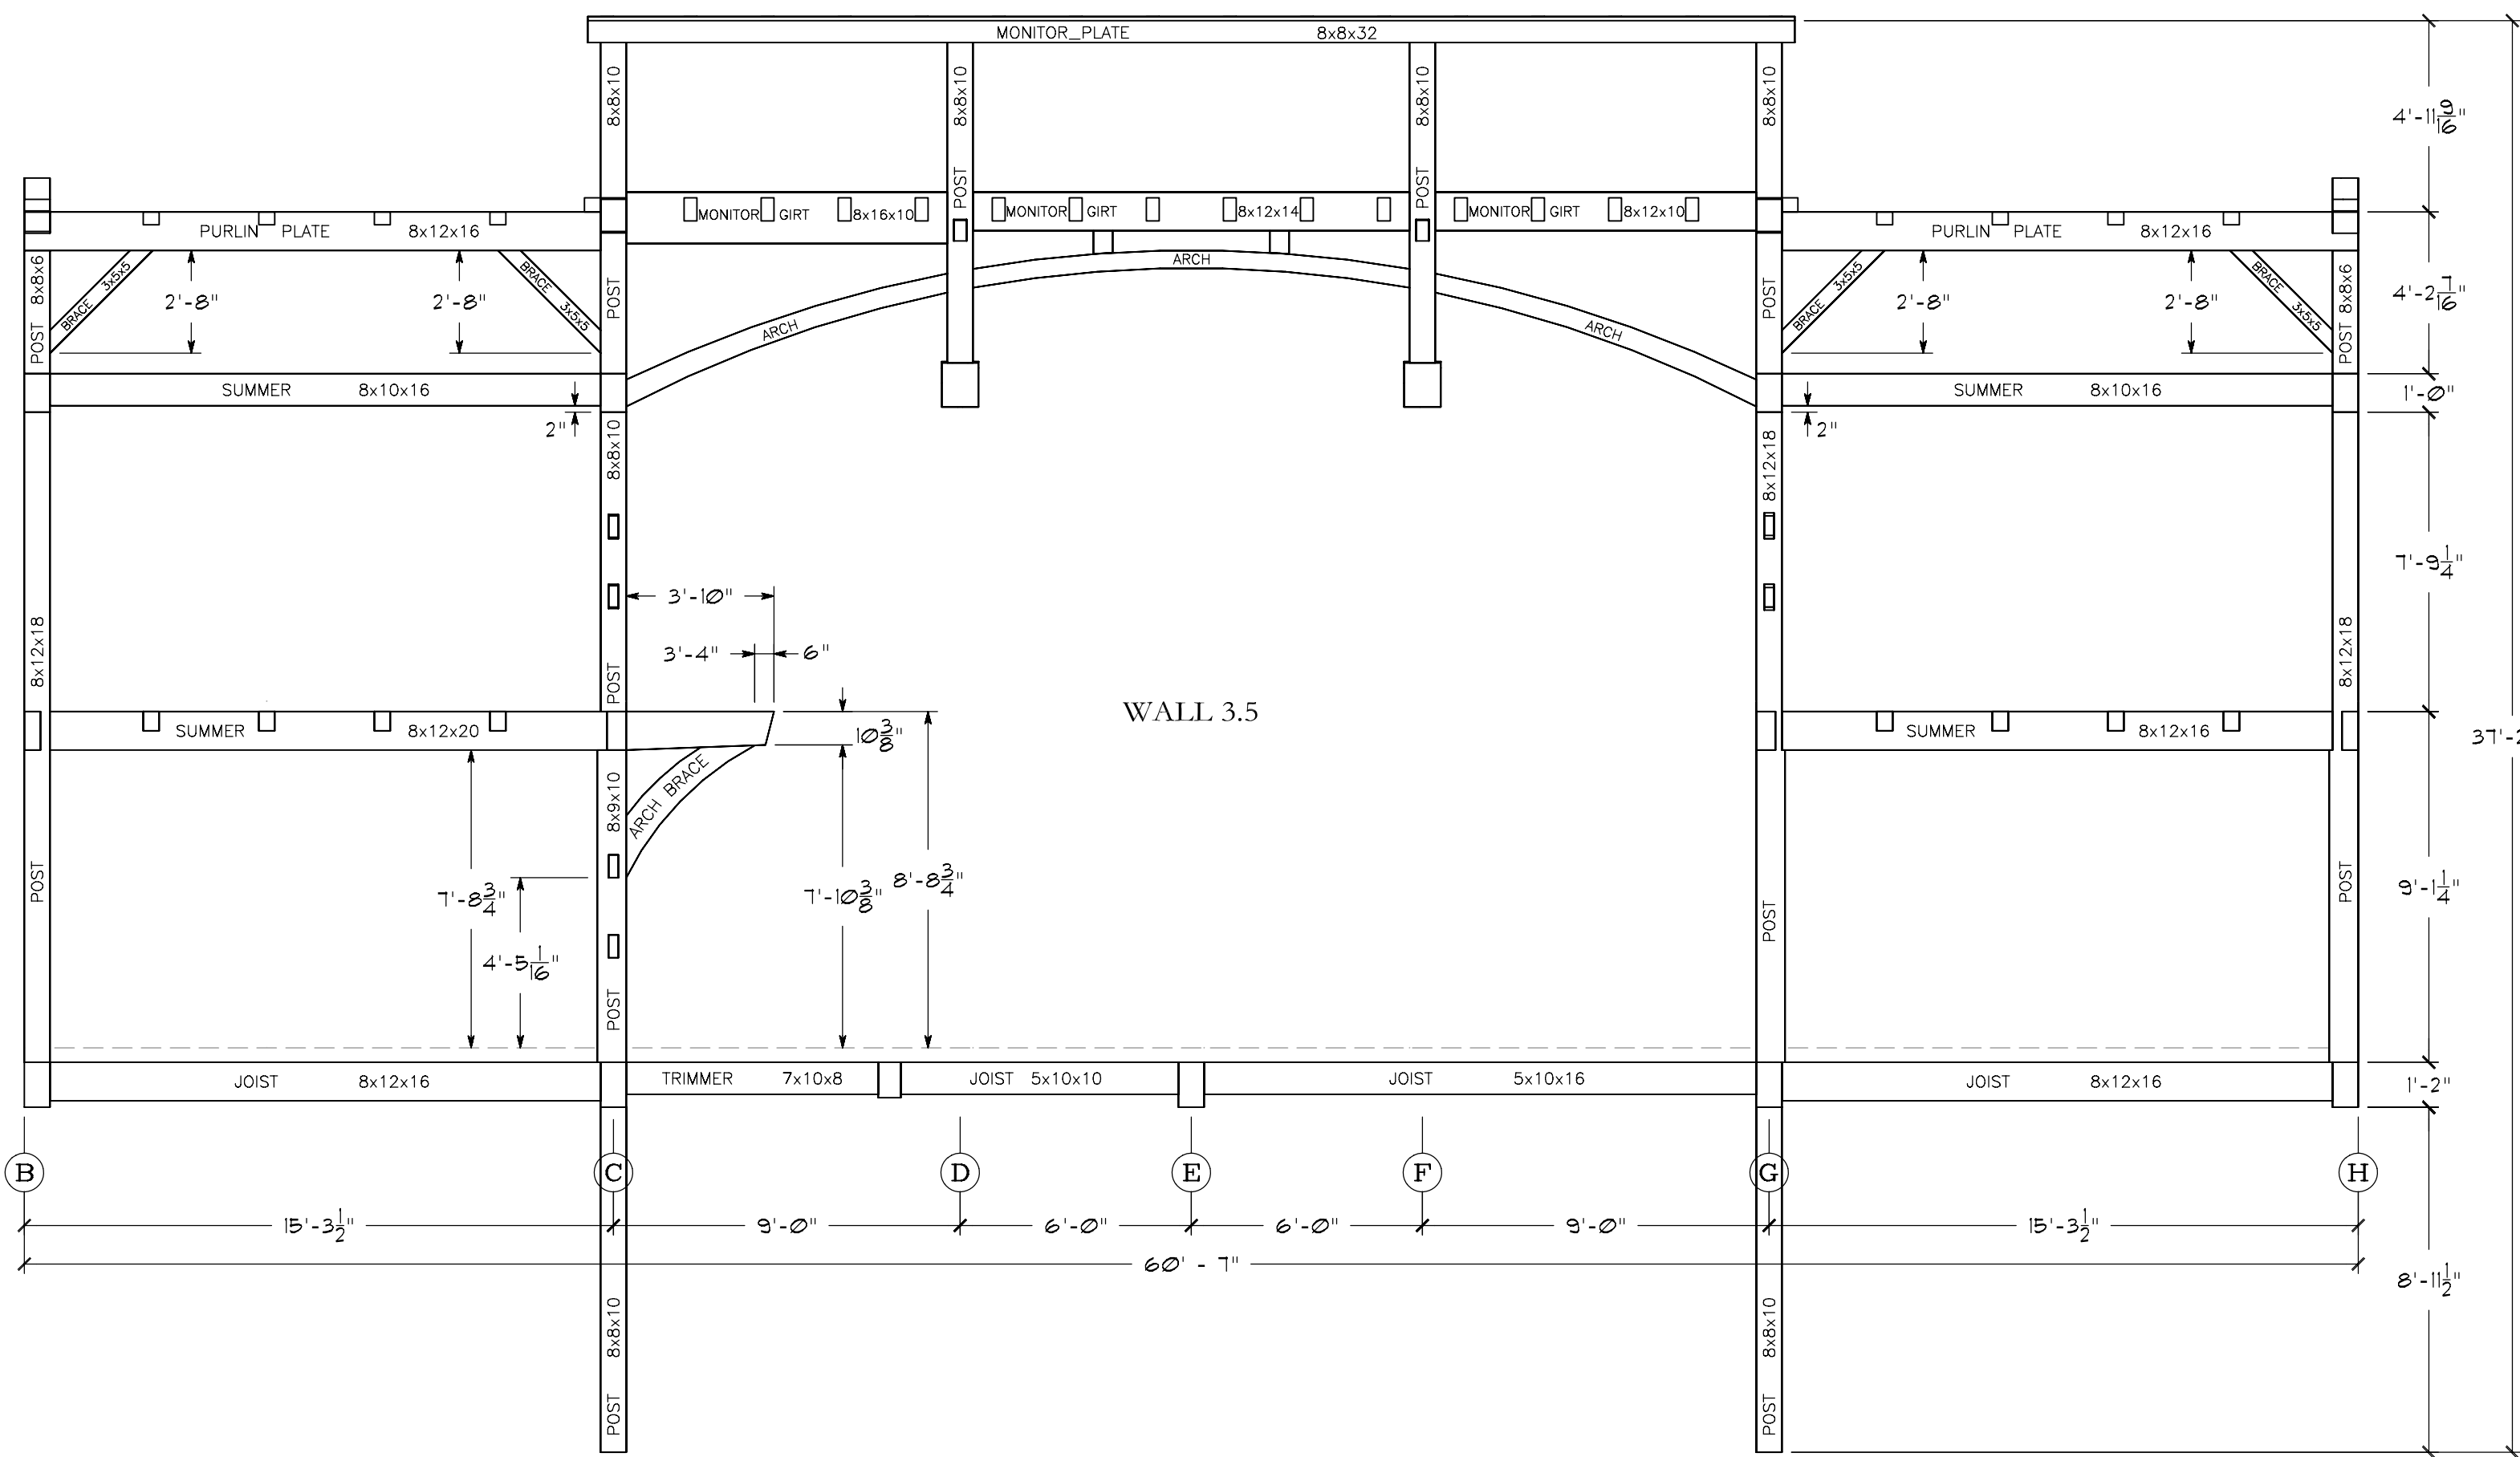 MONITOR_PLATE 8x8x32
8x8x10
8x8x10
8x8x10
8x8x10
4'-11 9/16"
POST
POST
MONITOR GIRT 8x16x10
MONITOR GIRT 8x12x14
MONITOR GIRT 8x12x10
PURLIN PLATE 8x12x16
PURLIN PLATE 8x12x16
ARCH
POST 8x8x6
BRACE 3x5x5
2'-8"
2'-8"
BRACE 3x5x5
POST
ARCH
ARCH
POST
BRACE 3x5x5
2'-8"
2'-8"
BRACE 3x5x5
POST 8x8x6
4'-2 1/16"
SUMMER 8x10x16
SUMMER 8x10x16
1'-0"
2"
2"
8x8x10
8x12x18
7'-9 1/4"
3'-10"
3'-4"
6"
8x12x18
POST
8x12x18
WALL 3.5
SUMMER 8x12x20
10 3/8"
SUMMER 8x12x16
8x9x10
ARCH BRACE
POST
7'-8 3/4"
4'-5 1/16"
7'-10 3/8"
8'-8 3/4"
POST
POST
POST
9'-1 1/4"
JOIST 8x12x16
TRIMMER 7x10x8
JOIST 5x10x10
JOIST 5x10x16
JOIST 8x12x16
1'-2"
B
C
D
E
F
G
H
15'-3 1/2"
9'-0"
6'-0"
6'-0"
9'-0"
15'-3 1/2"
60' - 7"
8'-11 1/2"
8x8x10
POST
8x8x10
POST